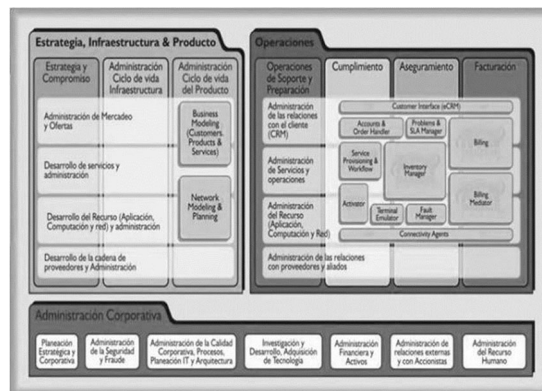 Estrategia, Infraestructura & Producto
Estrategia y
Compromiso
Administración
Ciclo de vida
Infraestructura
Administración
Ciclo de vida
del Producto
Administración de Mercadeo
y Ofertas
Desarrollo de servicios y
administración
Desarrollo del Recurso (Aplicación,
Computación y red) y administración
Desarrollo de la cadena de
proveedores y Administración
Business
Modeling
(Customers,
Products &
Services)
Network
Modeling &
Planning
Operaciones
Operaciones
de Soporte y
Preparación
Cumplimiento
Aseguramiento
Facturación
Administración
de las relaciones
con el cliente
(CRM)
Administración
de Servicios y
operaciones
Administración
del Recurso
(Aplicación,
Computación y Red)
Administración de las relaciones
con proveedores y aliados
Customer Interface (eCRM)
Accounts &
Order Handler
Problems &
SLA Manager
Billing
Service
Provisioning &
Workflow
Inventory
Manager
Activator
Terminal
Emulator
Fault
Manager
Billing
Mediator
Connectivity Agents
Administración Corporativa
Planeación
Estratégica y
Corporativa
Administración
de la Seguridad
y Fraude
Administración de la Calidad
Corporativa, Procesos,
Planeación IT y Arquitectura
Investigación y
Desarrollo, Adquisición
de Tecnología
Administración
Financiera y
Activos
Administración de
relaciones externas
y con Accionistas
Administración
del Recurso
Humano